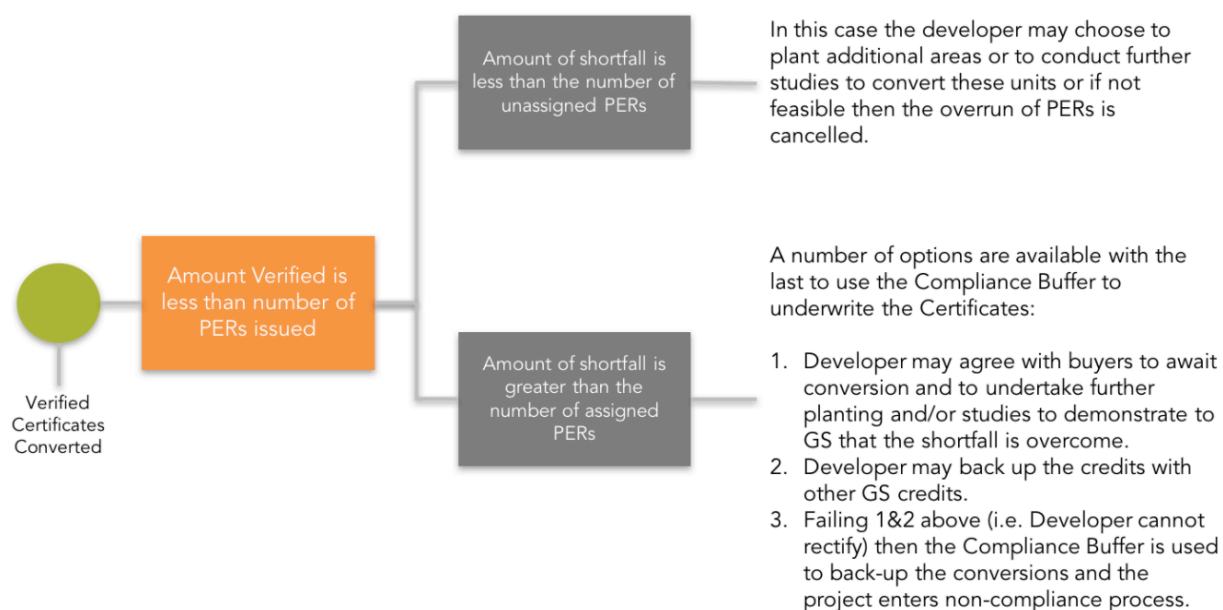 Verified
Certificates
Converted
Amount Verified is
less than number of
PERs issued
Amount of shortfall is
less than the number of
unassigned PERs
In this case the developer may choose to
plant additional areas or to conduct further
studies to convert these units or if not
feasible then the overrun of PERs is
cancelled.
Amount of shortfall is
greater than the
number of assigned
PERs
A number of options are available with the
last to use the Compliance Buffer to
underwrite the Certificates:
1. Developer may agree with buyers to await
conversion and to undertake further
planting and/or studies to demonstrate to
GS that the shortfall is overcome.
2. Developer may back up the credits with
other GS credits.
3. Failing 1&2 above (i.e. Developer cannot
rectify) then the Compliance Buffer is used
to back-up the conversions and the
project enters non-compliance process.